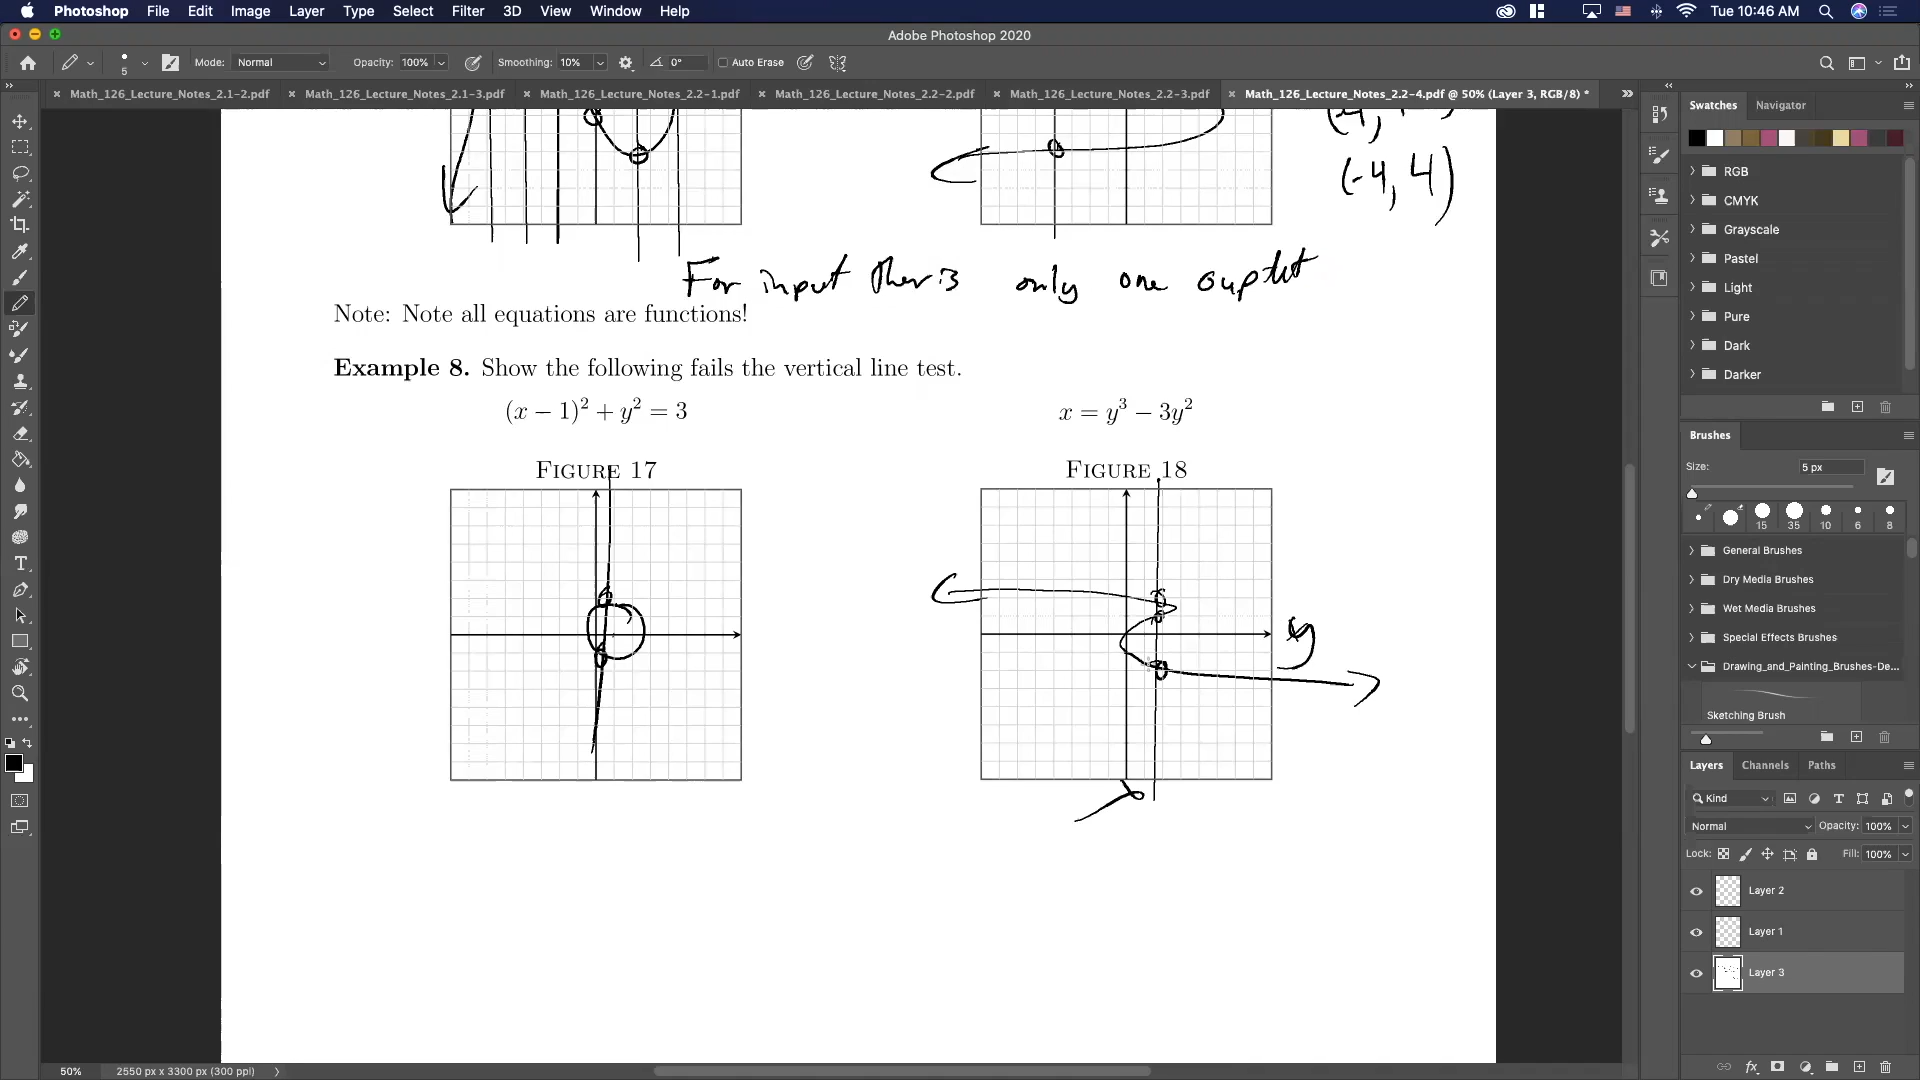 Photoshop File Edit Image Layer Type Select Filter 3D View Window Help Tue 10:46 AM
Adobe Photoshop 2020
5 Mode: Normal Opacity: 100% Smoothing: 10% 0° Auto Erase
Math_126_Lecture_Notes_2.1-2.pdf Math_126_Lecture_Notes_2.1-3.pdf Math_126_Lecture_Notes_2.2-1.pdf Math_126_Lecture_Notes_2.2-2.pdf Math_126_Lecture_Notes_2.2-3.pdf Math_126_Lecture_Notes_2.2-4.pdf @ 50% (Layer 3, RGB/8) *
(-4, 4)
For input ther is only one
Note: Note all equations are functions!
Example 8. Show the following fails the vertical line test.
(x − 1)² + y² = 3
x = y³ − 3y²
Figure 17
Figure 18
y
50% 2550 px x 3300 px (300 ppi)
Swatches Navigator
RGB
CMYK
Grayscale
Pastel
Light
Pure
Dark
Darker
Brushes
Size: 5 px
15 35 10 6 8
General Brushes
Dry Media Brushes
Wet Media Brushes
Special Effects Brushes
Drawing_and_Painting_Brushes-De...
Sketching Brush
Layers Channels Paths
Kind
Normal Opacity: 100%
Lock: Fill: 100%
Layer 2
Layer 1
Layer 3
fx